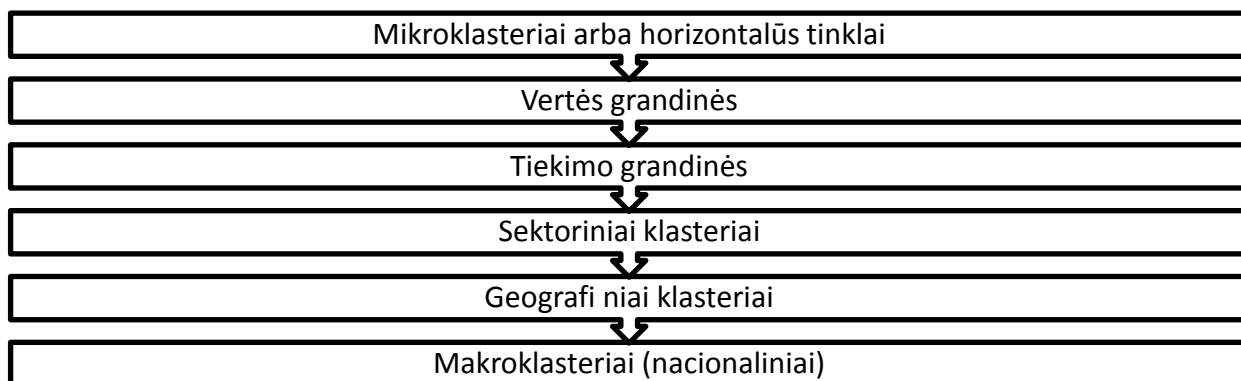 Mikroklasteriai arba horizontalūs tinklai
Vertės grandinės
Tiekimo grandinės
Sektoriniai klasteriai
Geografi niai klasteriai
Makroklasteriai (nacionaliniai)